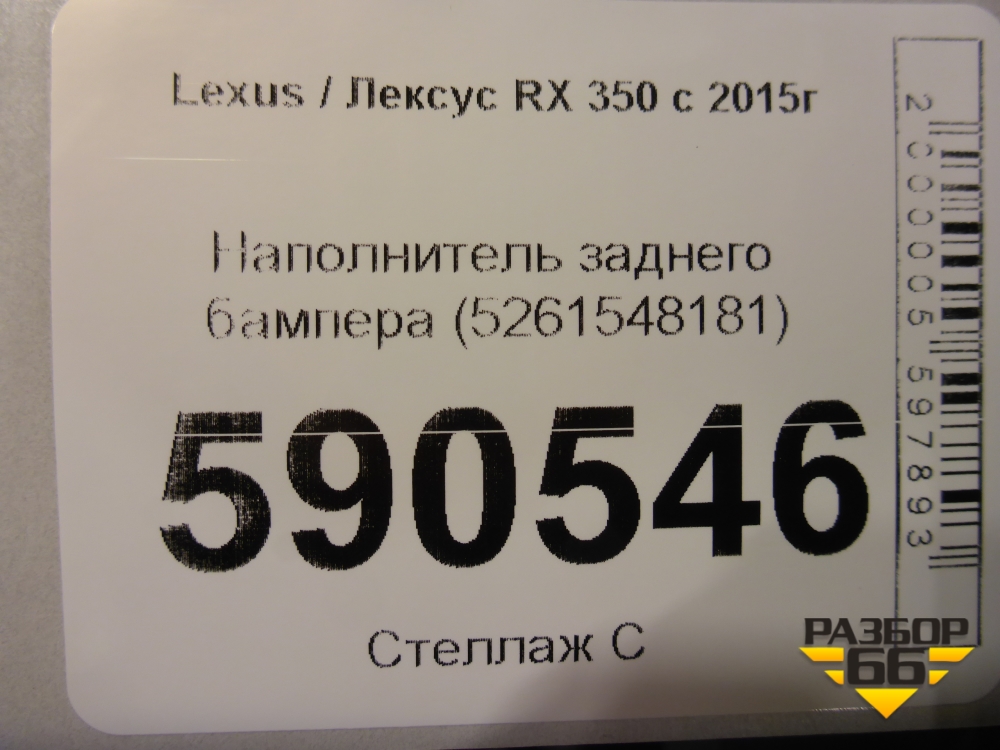 Lexus / Лексус RX 350 с 2015г
Наполнитель заднего
бампера (5261548181)
590546
Стеллаж С
2000005597893
РАЗБОР
66